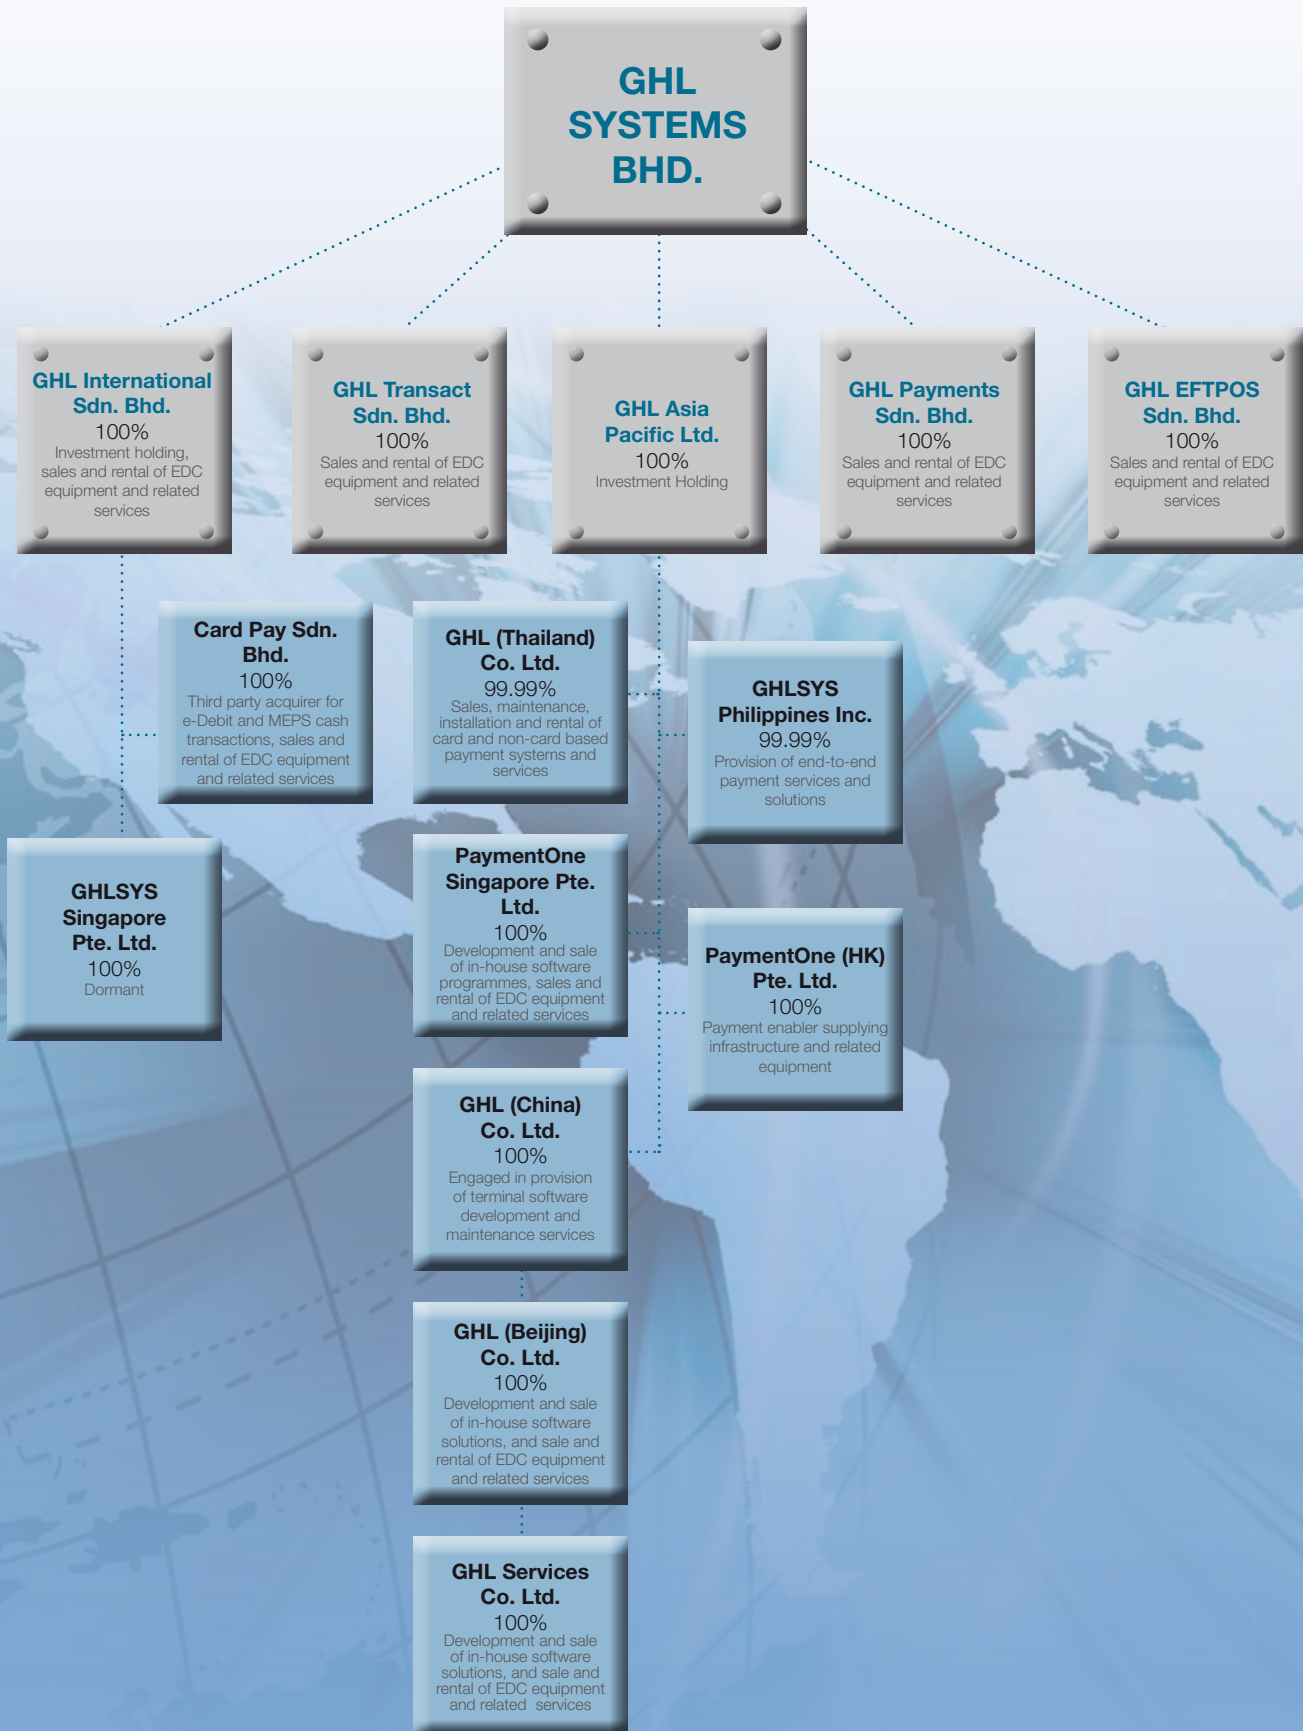 GHL
SYSTEMS
BHD.
GHL International
Sdn. Bhd.
100%
Investment holding,
sales and rental of EDC
equipment and related
services
GHL Transact
Sdn. Bhd.
100%
Sales and rental of EDC
equipment and related
services
GHL Asia
Pacific Ltd.
100%
Investment Holding
GHL Payments
Sdn. Bhd.
100%
Sales and rental of EDC
equipment and related
services
GHL EFTPOS
Sdn. Bhd.
100%
Sales and rental of EDC
equipment and related
services
Card Pay Sdn.
Bhd.
100%
Third party acquirer for
e-Debit and MEPS cash
transactions, sales and
rental of EDC equipment
and related services
GHL (Thailand)
Co. Ltd.
99.99%
Sales, maintenance,
installation and rental of
card and non-card based
payment systems and
services
GHLSYS
Philippines Inc.
99.99%
Provision of end-to-end
payment services and
solutions
GHLSYS
Singapore
Pte. Ltd.
100%
Dormant
PaymentOne
Singapore Pte.
Ltd.
100%
Development and sale
of in-house software
programmes, sales and
rental of EDC equipment
and related services
PaymentOne (HK)
Pte. Ltd.
100%
Payment enabler supplying
infrastructure and related
equipment
GHL (China)
Co. Ltd.
100%
Engaged in provision
of terminal software
development and
maintenance services
GHL (Beijing)
Co. Ltd.
100%
Development and sale
of in-house software
solutions, and sale and
rental of EDC equipment
and related services
GHL Services
Co. Ltd.
100%
Development and sale
of in-house software
solutions, and sale and
rental of EDC equipment
and related services